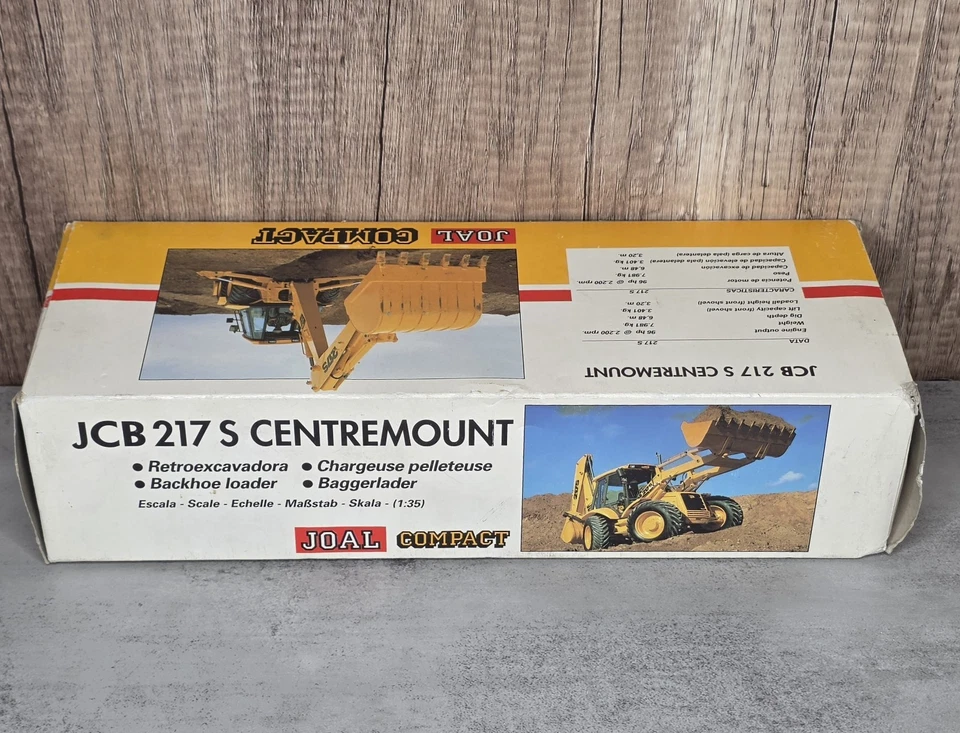 JOAL COMPACT
JCB 217 S CENTREMOUNT
DATA 217 S
Engine output 96 hp @ 2.200 rpm.
Weight 7.981 kg
Dig depth 6,48 m.
Lift capacity (front shovel) 3.401 kg.
Loadal height (front shovel) 3,20 m.
CARACTERISTICAS 217 S
Potencia de motor 96 hp @ 2.200 rpm.
Peso 7.981 kg.
Capacidad de excavación 6,48 m.
Capacidad de elevación (pala delantera) 3.401 kg.
Altura de carga (pala delantera) 3,20 m.
JCB 217 S CENTREMOUNT
● Retroexcavadora ● Chargeuse pelleteuse
● Backhoe loader ● Baggerlader
Escala - Scale - Echelle - Maßstab - Skala - (1:35)
JOAL COMPACT